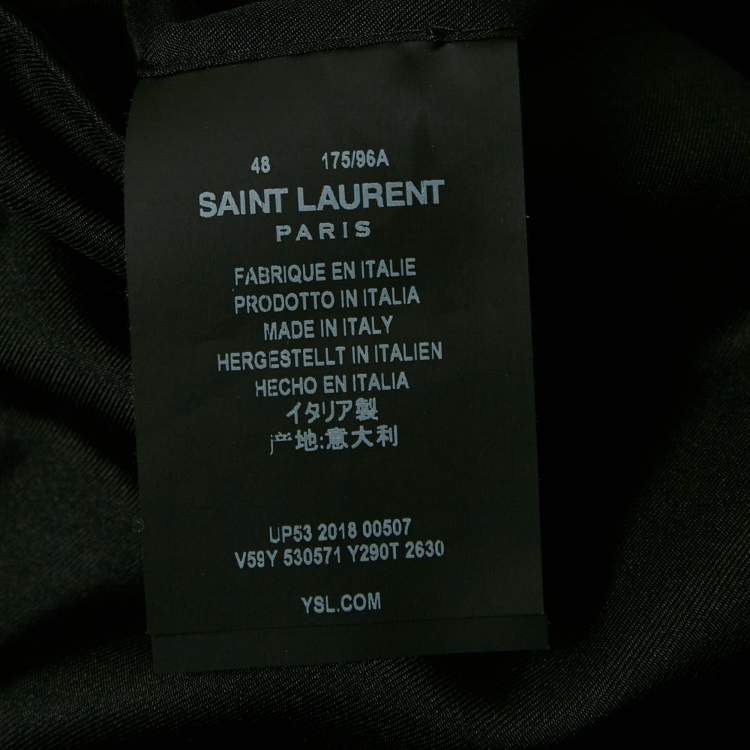 48 175/96A
SAINT LAURENT
PARIS
FABRIQUE EN ITALIE
PRODOTTO IN ITALIA
MADE IN ITALY
HERGESTELLT IN ITALIEN
HECHO EN ITALIA
イタリア製
产地:意大利
UP53 2018 00507
V59Y 530571 Y290T 2630
YSL.COM